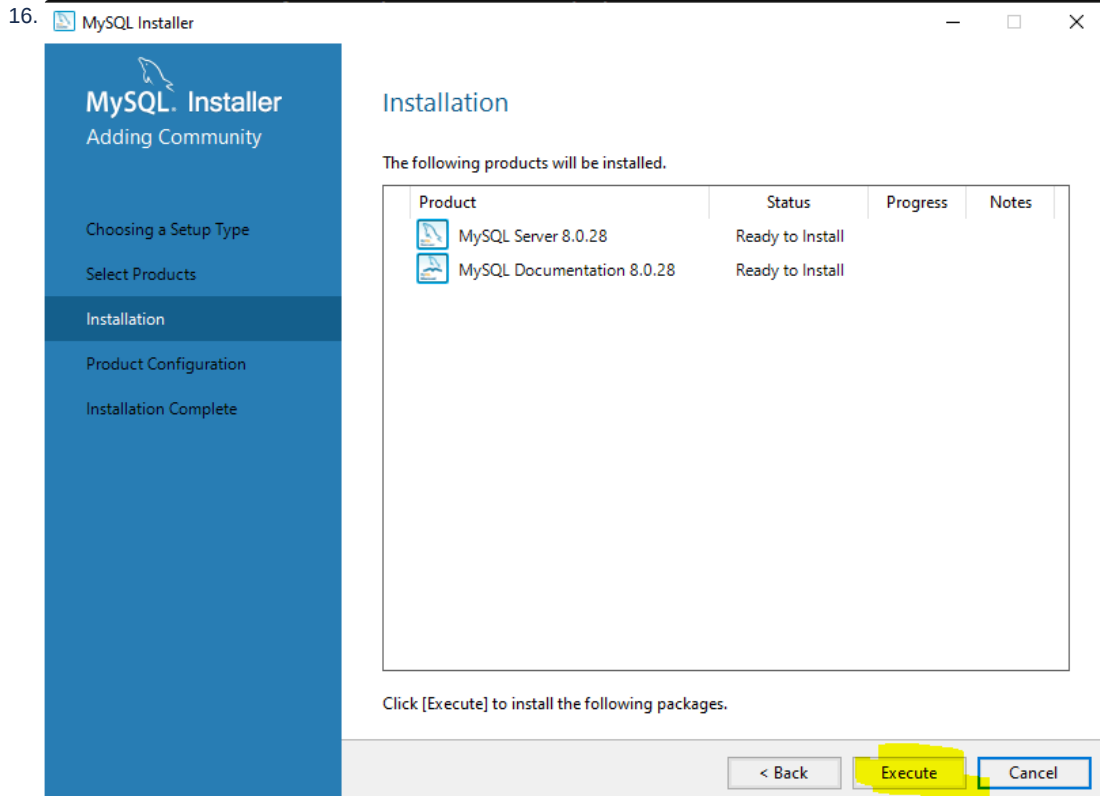 16.
MySQL Installer
MySQL. Installer
Adding Community
Choosing a Setup Type
Select Products
Installation
Product Configuration
Installation Complete
Installation
The following products will be installed.
Product Status Progress Notes
MySQL Server 8.0.28 Ready to Install
MySQL Documentation 8.0.28 Ready to Install
Click [Execute] to install the following packages.
< Back Execute Cancel